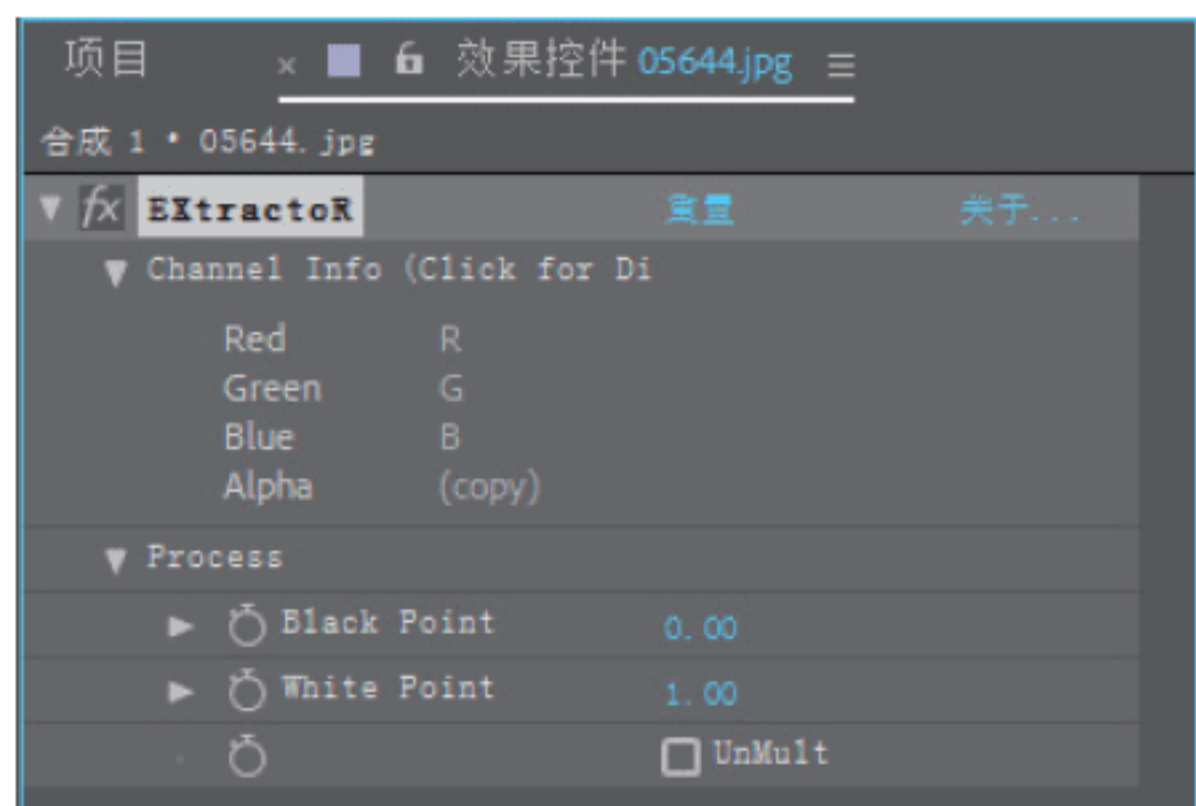 项目 × 效果控件 05644.jpg ≡
合成 1 • 05644.jpg
fx EXtractoR 重置 关于...
Channel Info (Click for Di
Red R
Green G
Blue B
Alpha (copy)
Process
Black Point 0.00
White Point 1.00
UnMult